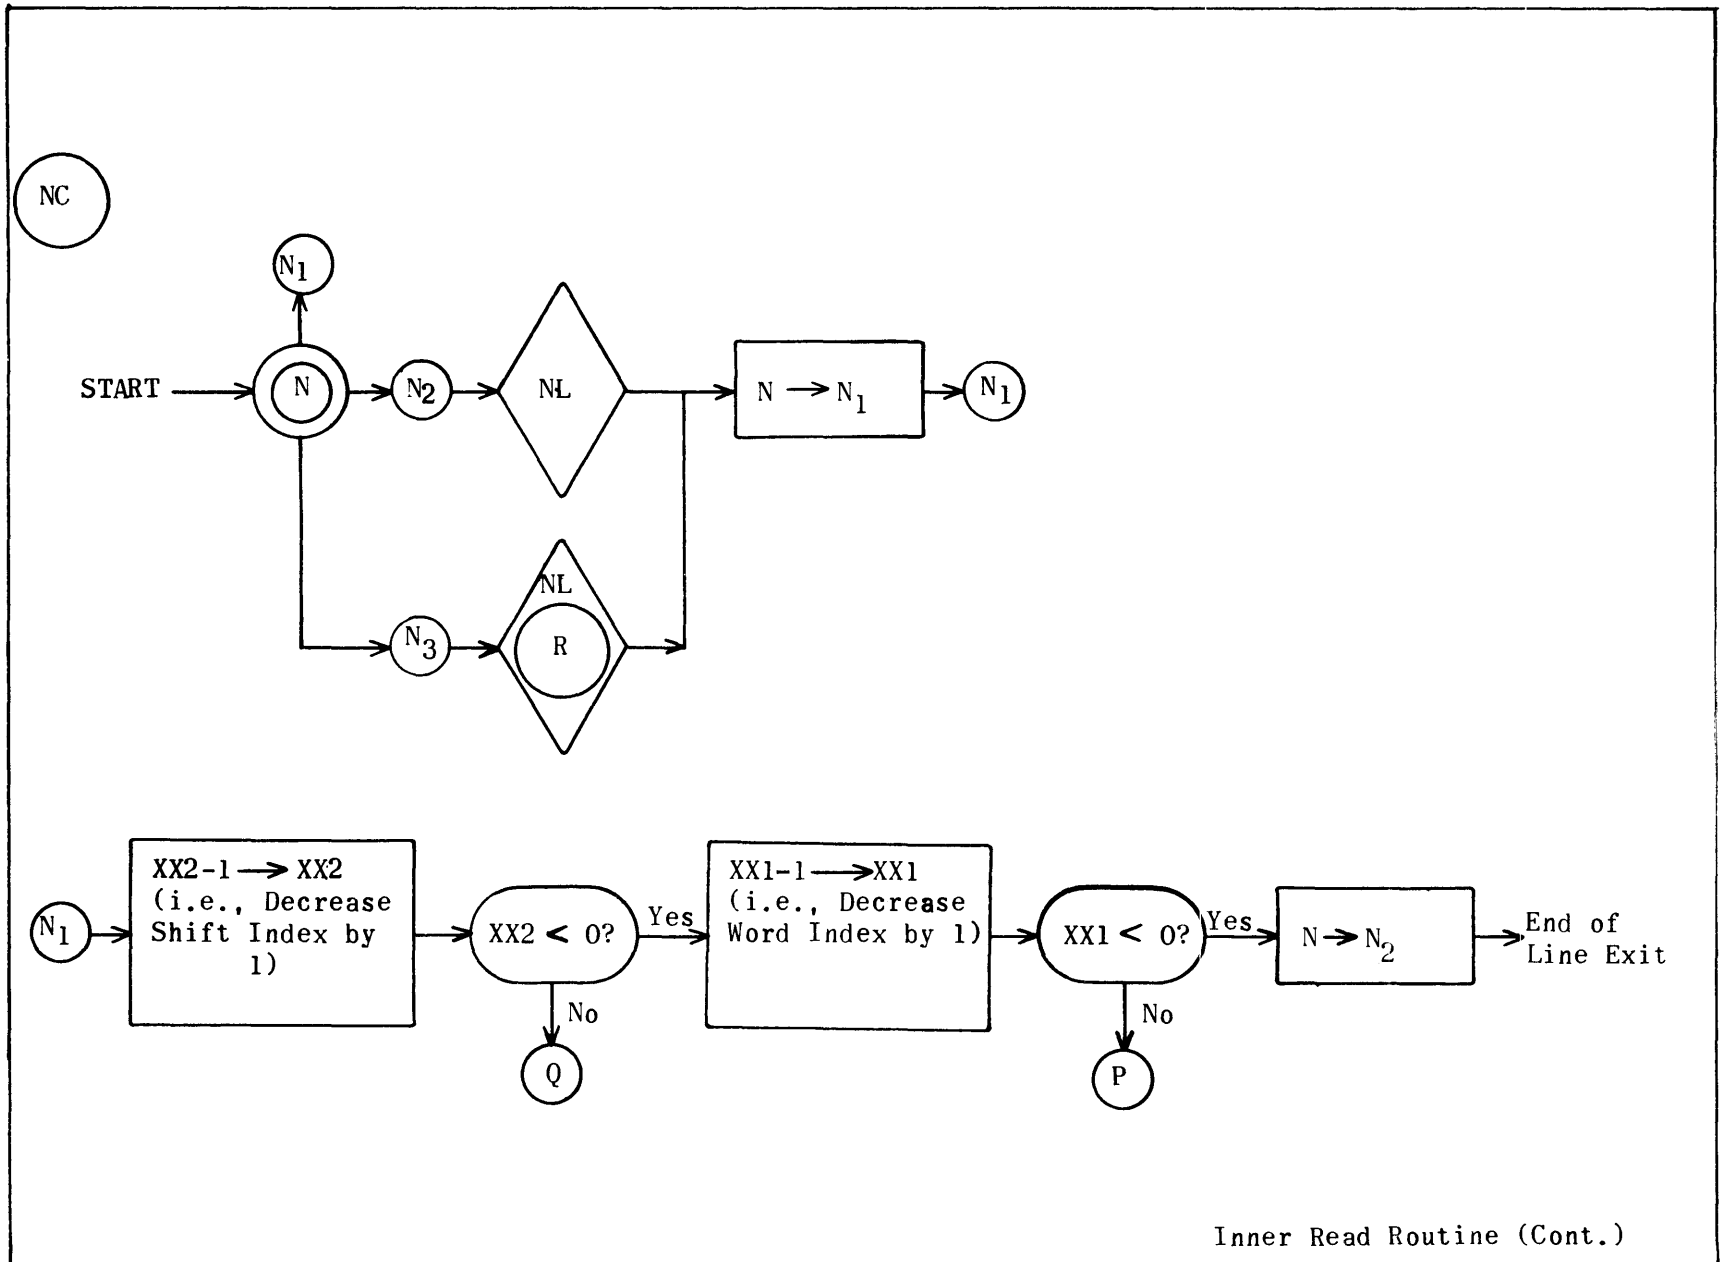 NC
N1
START
N
N2
NL
N → N1
N1
NL
N3
R
XX2-1 → XX2
(i.e., Decrease
Shift Index by
1)
N1
XX2 < 0?
Yes
No
Q
XX1-1 → XX1
(i.e., Decrease
Word Index by 1)
XX1 < 0?
Yes
No
P
N → N2
End of
Line Exit
Inner Read Routine (Cont.)